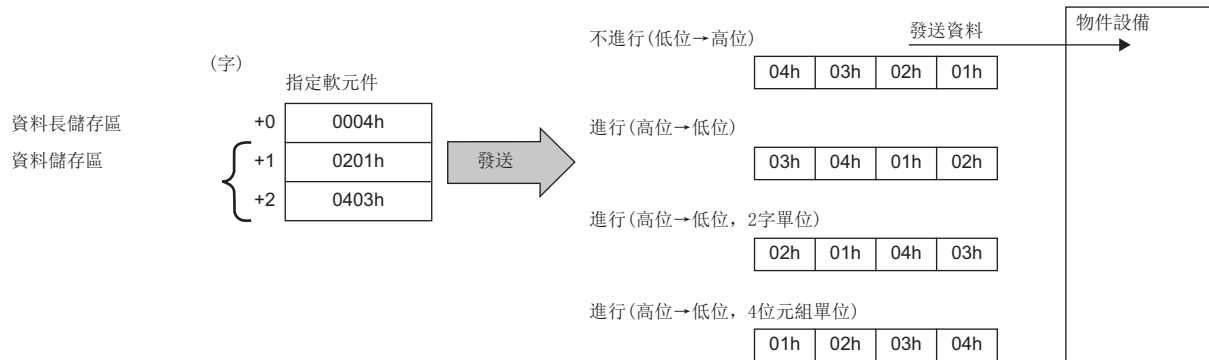 (字)
指定軟元件
資料長儲存區
+0
0004h
資料儲存區
+1
0201h
+2
0403h
發送
不進行(低位→高位)
發送資料
物件設備
04h 03h 02h 01h
進行(高位→低位)
03h 04h 01h 02h
進行(高位→低位，2字單位)
02h 01h 04h 03h
進行(高位→低位，4位元組單位)
01h 02h 03h 04h